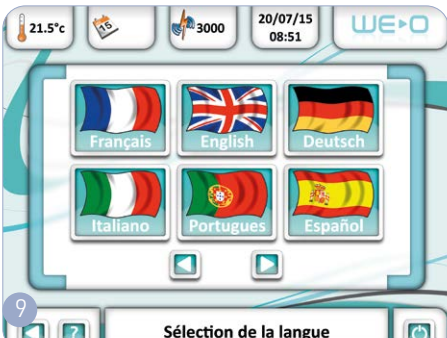 21.5°c
15
3000
20/07/15
08:51
WE▸O
Français
English
Deutsch
Italiano
Portugues
Español
9
?
Sélection de la langue